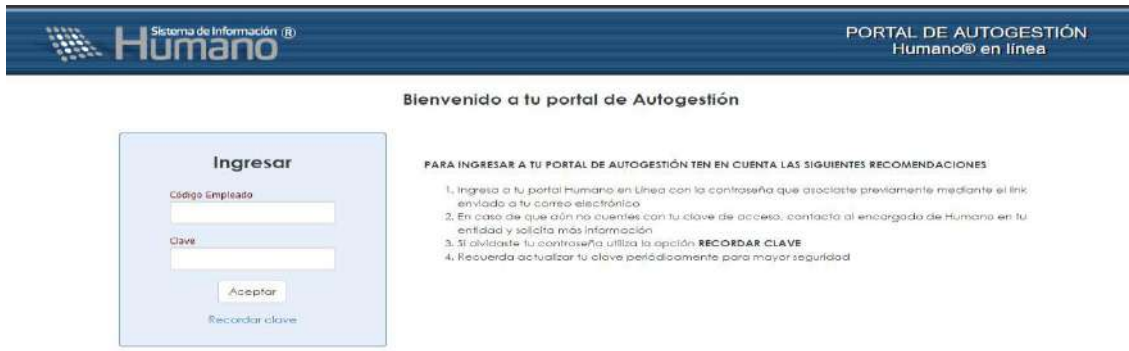 Sistema de Información ®
Humano
PORTAL DE AUTOGESTIÓN
Humano® en línea
Bienvenido a tu portal de Autogestión
Ingresar
Código Empleado
Clave
Aceptar
Recordar clave
PARA INGRESAR A TU PORTAL DE AUTOGESTIÓN TEN EN CUENTA LAS SIGUIENTES RECOMENDACIONES
1. Ingresa a tu portal Humano en Línea con la contraseña que asociaste previamente mediante el link
enviado a tu correo electrónico
2. En caso de que aún no cuentes con tu clave de acceso, contacta al encargado de Humano en tu
entidad y solicita más información
3. Si olvidaste tu contraseña utiliza la opción RECORDAR CLAVE
4. Recuerda actualizar tu clave periódicamente para mayor seguridad